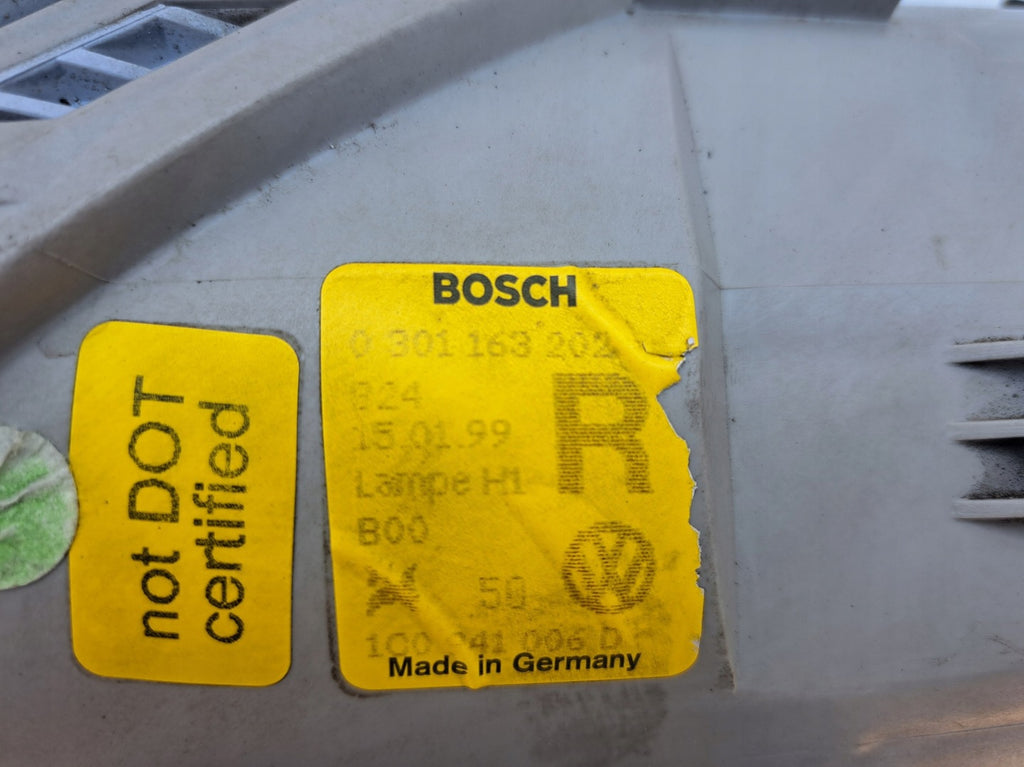 not DOT
certified
BOSCH
0 301 163 202
R
15.01.99
Lampe H1
B00
50
1C0 941 006 D
Made in Germany